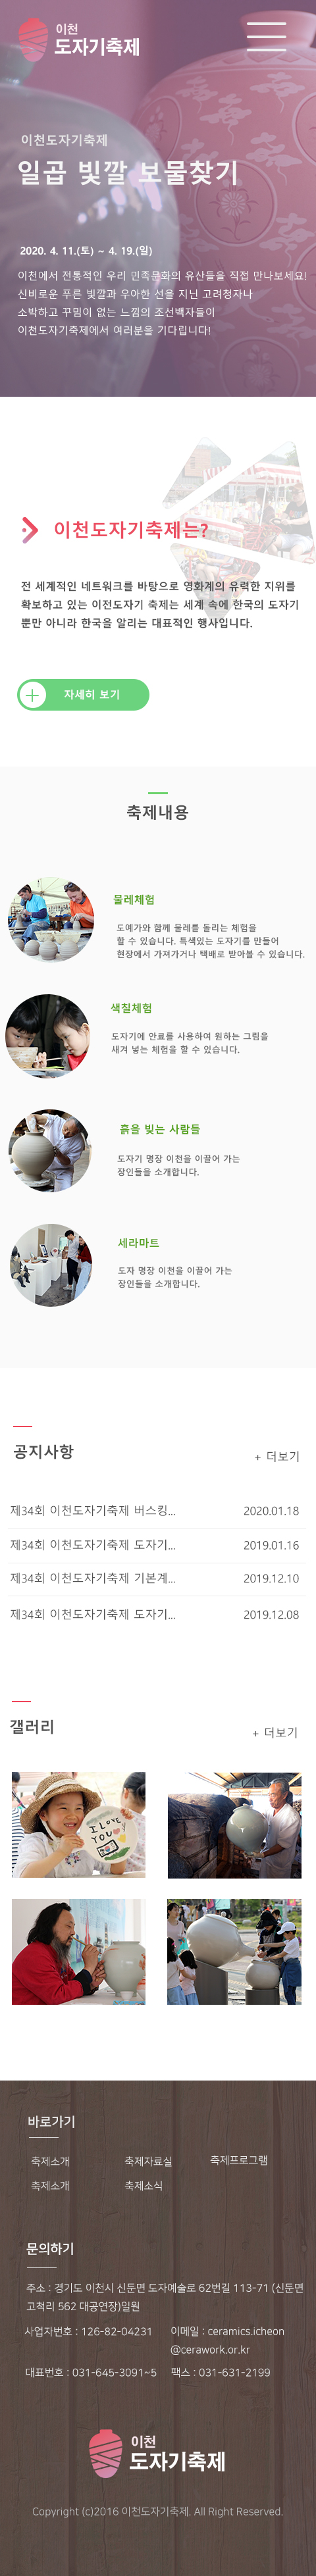 이천
도자기축제
이천도자기축제
일곱 빛깔 보물찾기
2020. 4. 11.(토) ~ 4. 19.(일)
이천에서 전통적인 우리 민족문화의 유산들을 직접 만나보세요!
신비로운 푸른 빛깔과 우아한 선을 지닌 고려청자나
소박하고 꾸밈이 없는 느낌의 조선백자들이
이천도자기축제에서 여러분을 기다립니다!
이천도자기축제는?
전 세계적인 네트워크를 바탕으로 영화계의 유력한 지위를
확보하고 있는 이천도자기 축제는 세계 속에 한국의 도자기
뿐만 아니라 한국을 알리는 대표적인 행사입니다.
자세히 보기
축제내용
물레체험
도예가와 함께 물레를 돌리는 체험을
할 수 있습니다. 특색있는 도자기를 만들어
현장에서 가져가거나 택배로 받아볼 수 있습니다.
색칠체험
도자기에 안료를 사용하여 원하는 그림을
새겨 넣는 체험을 할 수 있습니다.
흙을 빚는 사람들
도자기 명장 이천을 이끌어 가는
장인들을 소개합니다.
세라마트
도자 명장 이천을 이끌어 가는
장인들을 소개합니다.
공지사항
+ 더보기
제34회 이천도자기축제 버스킹... 2020.01.18
제34회 이천도자기축제 도자기... 2019.01.16
제34회 이천도자기축제 기본계... 2019.12.10
제34회 이천도자기축제 도자기... 2019.12.08
갤러리
+ 더보기
I LOVE
YOU
바로가기
축제소개 축제자료실 축제프로그램
축제소개 축제소식
문의하기
주소 : 경기도 이천시 신둔면 도자예술로 62번길 113-71 (신둔면
고척리 562 대공연장)일원
사업자번호 : 126-82-04231 이메일 : ceramics.icheon
@cerawork.or.kr
대표번호 : 031-645-3091~5 팩스 : 031-631-2199
이천
도자기축제
Copyright (c)2016 이천도자기축제. All Right Reserved.